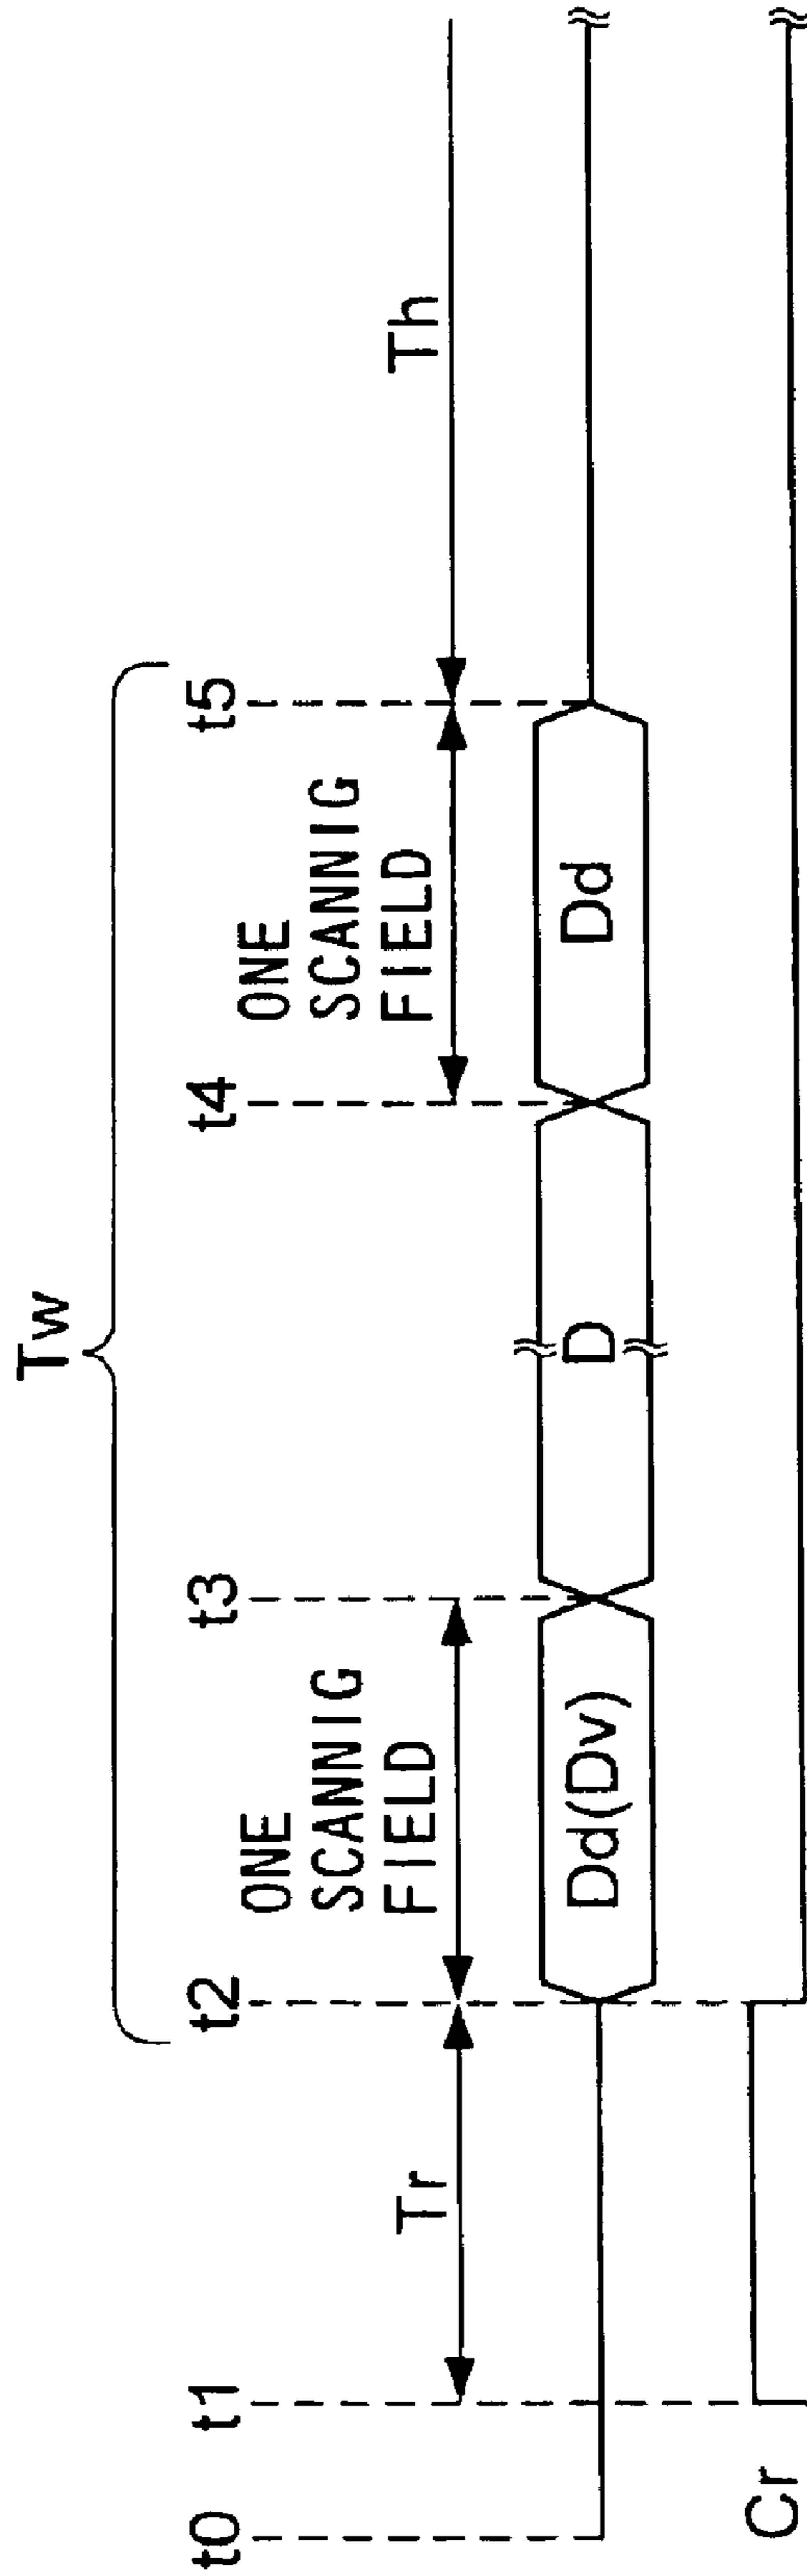 Tw
t0
t1
t2
t3
t4
t5
ONE
SCANNIG
FIELD
ONE
SCANNIG
FIELD
Tr
Th
Dd(Dv)
D
Dd
Cr